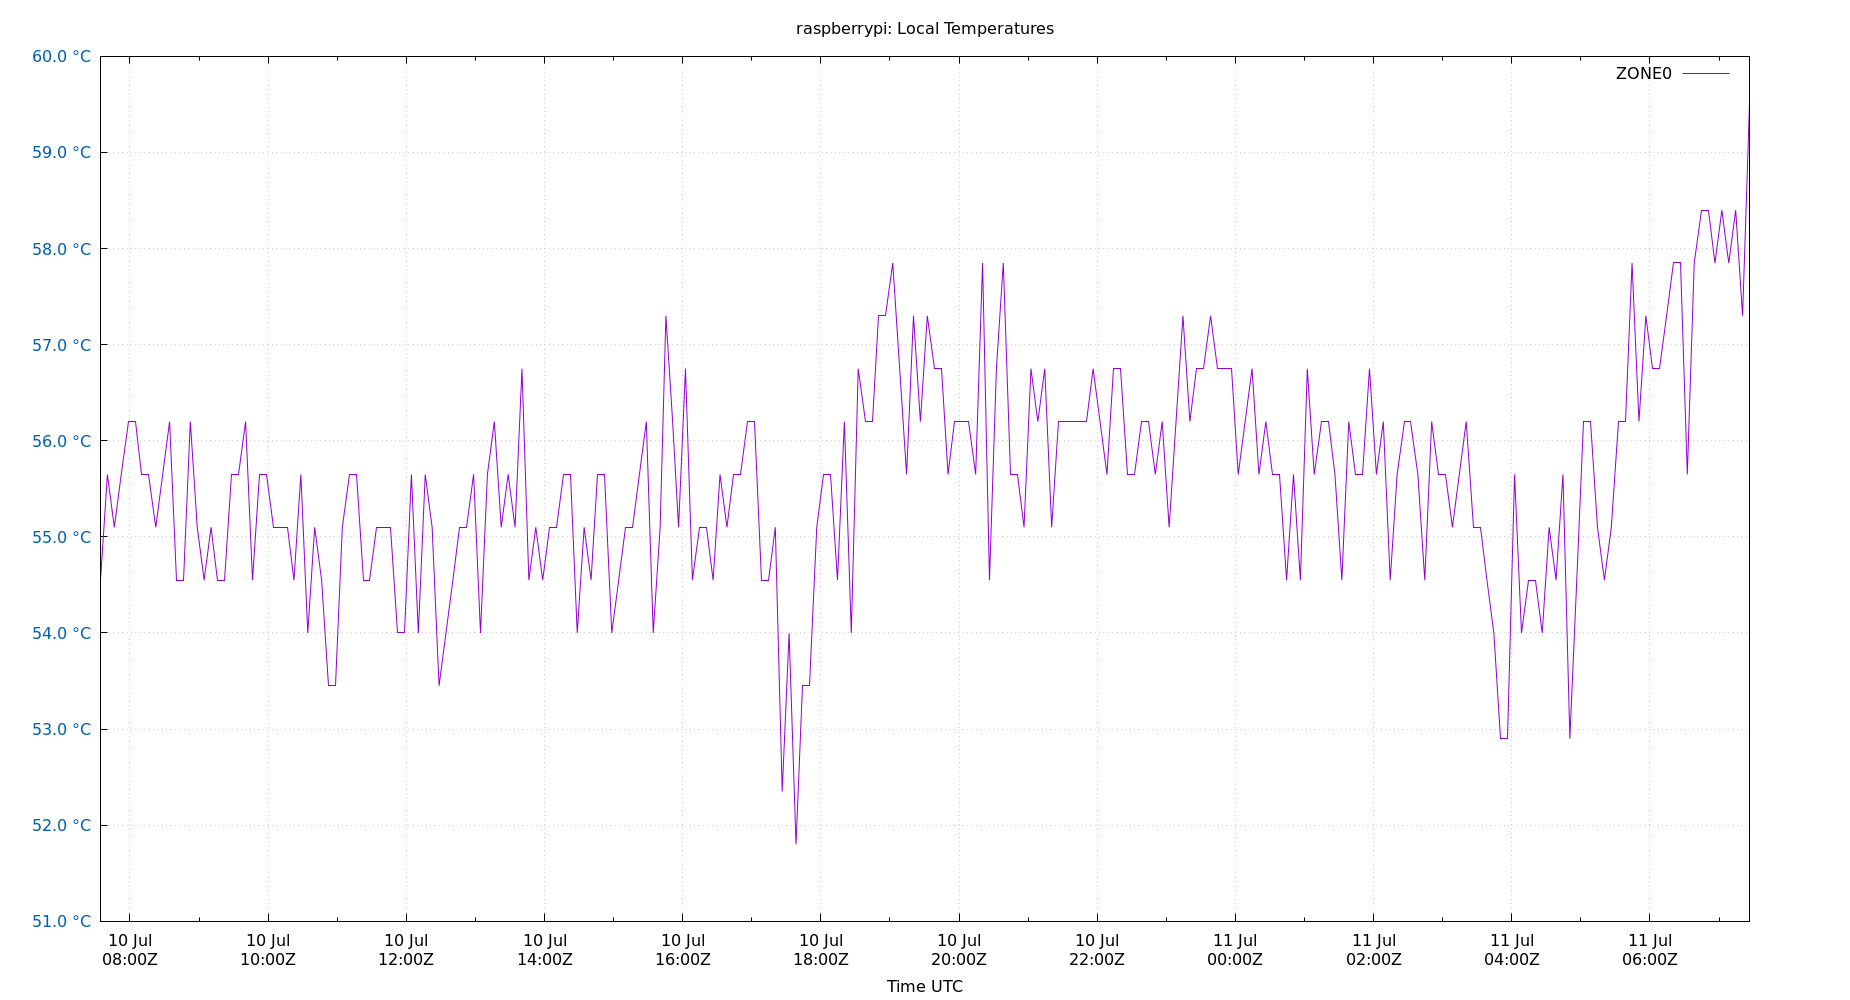 raspberrypi: Local Temperatures
60.0 °C
ZONE0
59.0 °C
58.0 °C
57.0 °C
56.0 °C
55.0 °C
54.0 °C
53.0 °C
52.0 °C
51.0 °C
10 Jul 10 Jul 10 Jul 10 Jul 10 Jul 10 Jul 10 Jul 10 Jul 11 Jul 11 Jul 11 Jul 11 Jul
08:00Z 10:00Z 12:00Z 14:00Z 16:00Z 18:00Z 20:00Z 22:00Z 00:00Z 02:00Z 04:00Z 06:00Z
Time UTC